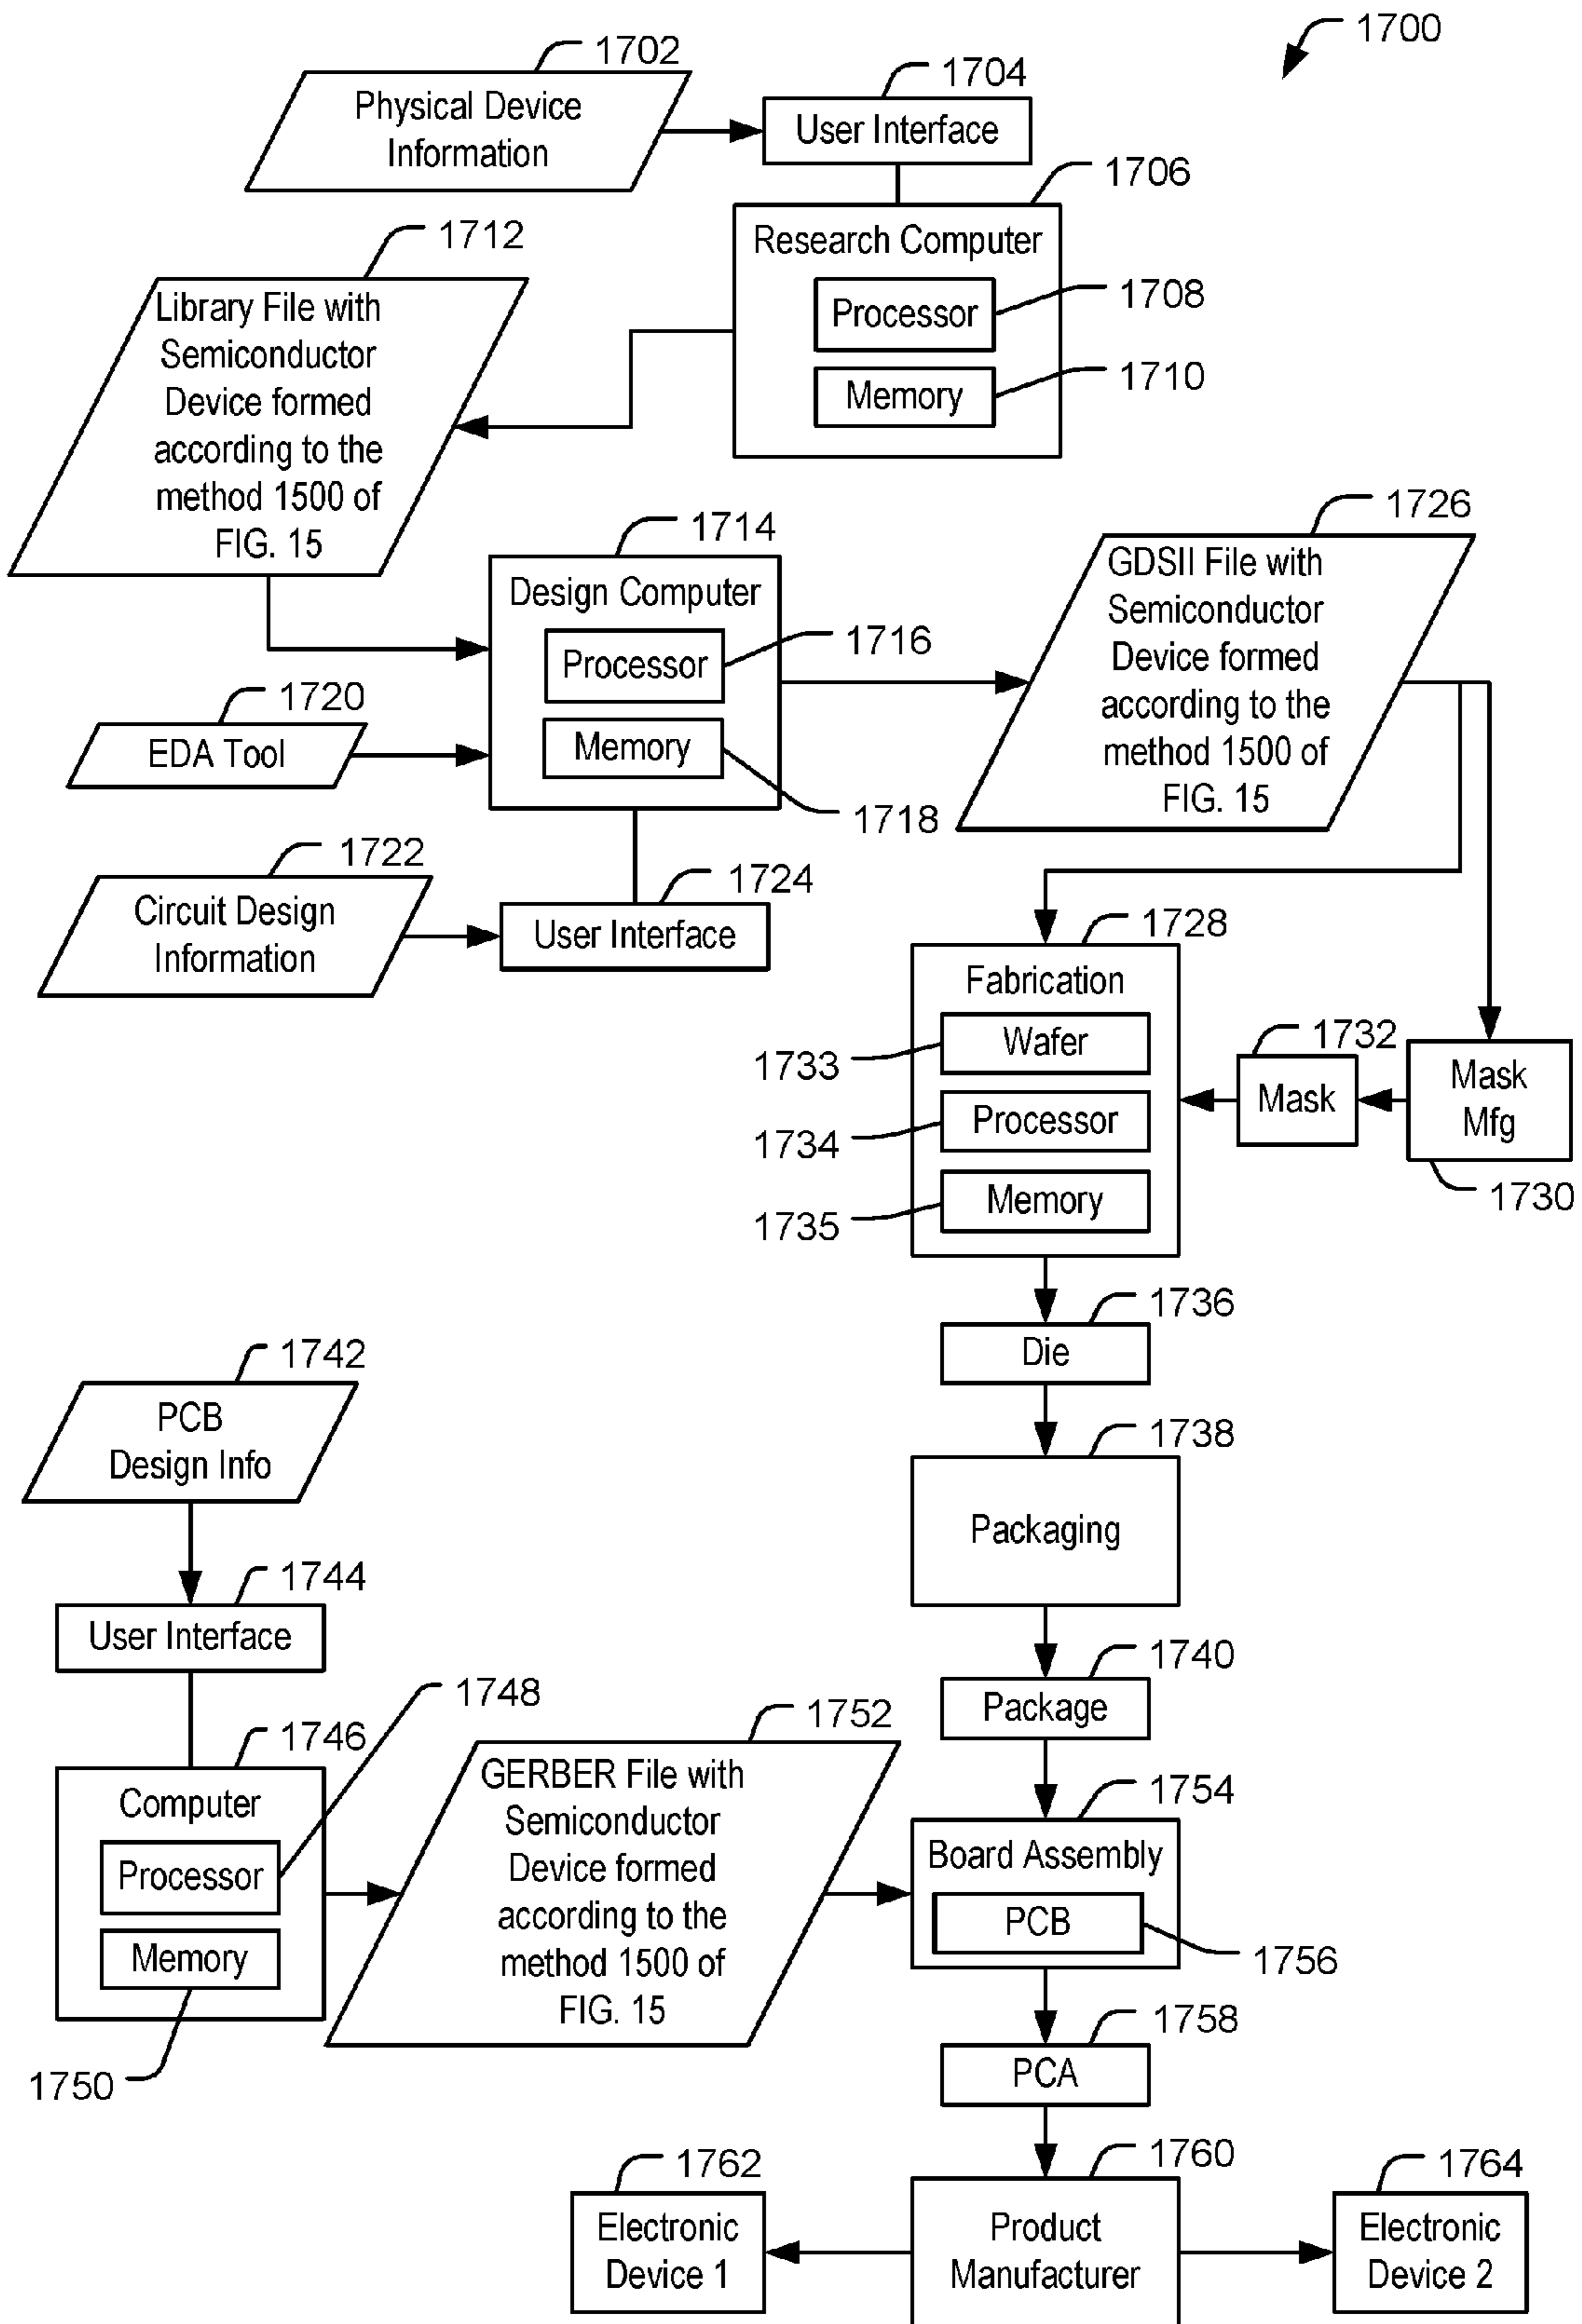 1700
1702
Physical Device
Information
1704
User Interface
1706
Research Computer
Processor
1708
Memory
1710
1712
Library File with
Semiconductor
Device formed
according to the
method 1500 of
FIG. 15
1714
Design Computer
Processor
1716
Memory
1718
1720
EDA Tool
1722
Circuit Design
Information
1724
User Interface
1726
GDSII File with
Semiconductor
Device formed
according to the
method 1500 of
FIG. 15
1728
Fabrication
Wafer
1733
Processor
1734
Memory
1735
1732
Mask
Mask
Mfg
1730
1736
Die
1738
Packaging
1740
Package
1742
PCB
Design Info
1744
User Interface
1746
Computer
Processor
1748
Memory
1750
1752
GERBER File with
Semiconductor
Device formed
according to the
method 1500 of
FIG. 15
1754
Board Assembly
PCB
1756
1758
PCA
1760
Product
Manufacturer
1762
Electronic
Device 1
1764
Electronic
Device 2